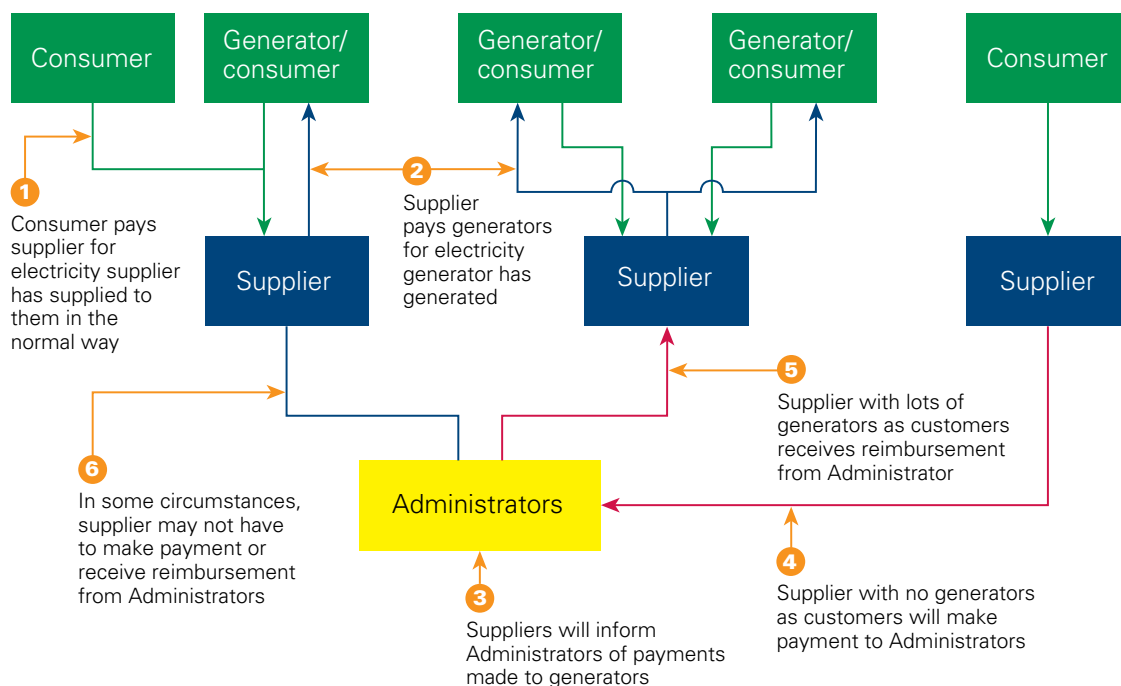 Consumer
Generator/
consumer
Generator/
consumer
Generator/
consumer
Consumer
1
Consumer pays
supplier for
electricity supplier
has supplied to
them in the
normal way
2
Supplier
pays generators
for electricity
generator has
generated
Supplier
Supplier
Supplier
5
Supplier with lots of
generators as customers
receives reimbursement
from Administrator
6
In some circumstances,
supplier may not have
to make payment or
receive reimbursement
from Administrators
Administrators
3
Suppliers will inform
Administrators of payments
made to generators
4
Supplier with no generators
as customers will make
payment to Administrators